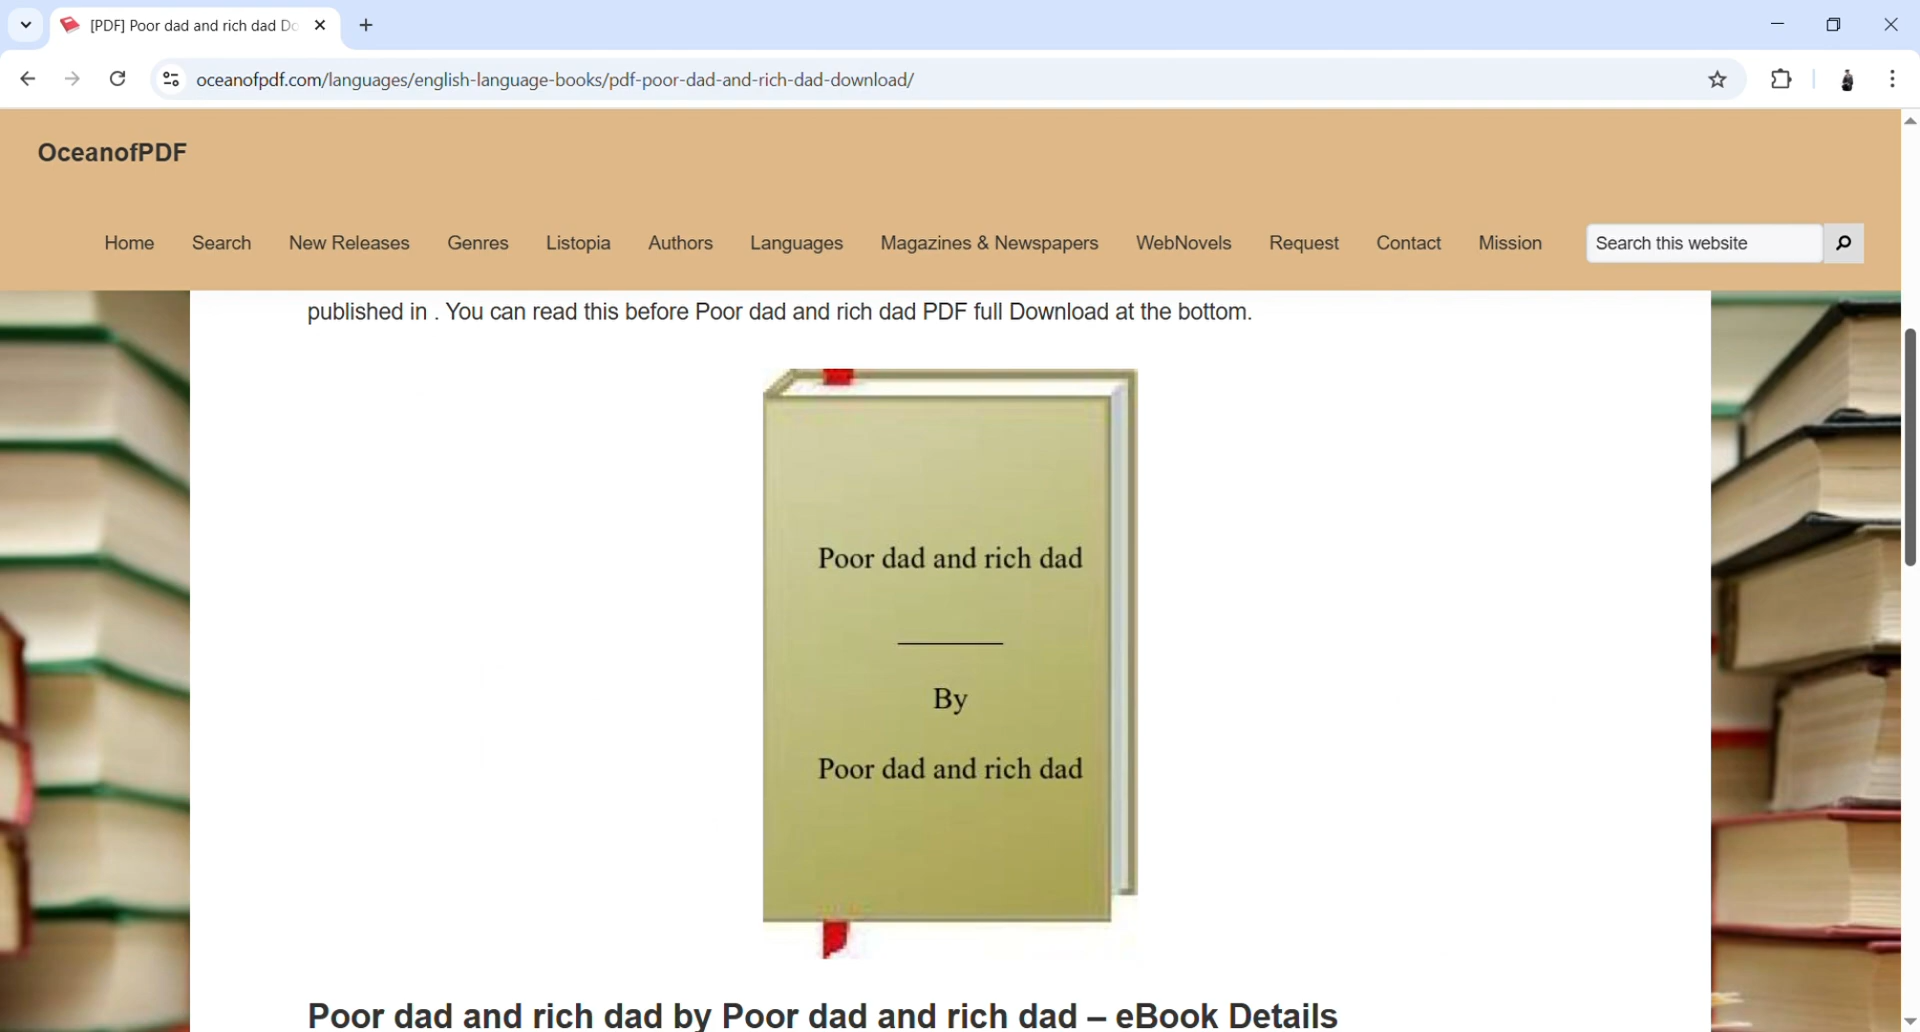 [PDF] Poor dad and rich dad Do
oceanofpdf.com/languages/english-language-books/pdf-poor-dad-and-rich-dad-download/
OceanofPDF
Home Search New Releases Genres Listopia Authors Languages Magazines & Newspapers WebNovels Request Contact Mission Search this website
published in . You can read this before Poor dad and rich dad PDF full Download at the bottom.
Poor dad and rich dad
By
Poor dad and rich dad
Poor dad and rich dad by Poor dad and rich dad – eBook Details